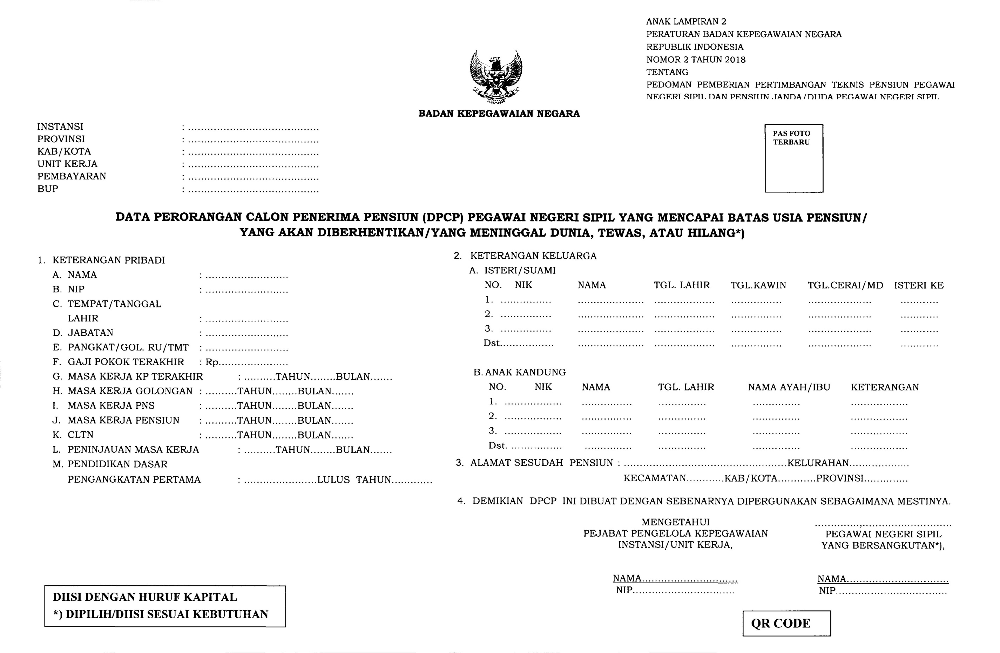 ANAK LAMPIRAN 2
PERATURAN BADAN KEPEGAWAIAN NEGARA
REPUBLIK INDONESIA
NOMOR 2 TAHUN 2018
TENTANG
PEDOMAN PEMBERIAN PERTIMBANGAN TEKNIS PENSIUN PEGAWAI
NEGERI SIPIL DAN PENSIUN JANDA/DUDA PEGAWAI NEGERI SIPIL
BADAN KEPEGAWAIAN NEGARA
INSTANSI : ........................................
PROVINSI : ........................................
KAB/KOTA : ........................................
UNIT KERJA : ........................................
PEMBAYARAN : ........................................
BUP : ........................................
PAS FOTO
TERBARU
DATA PERORANGAN CALON PENERIMA PENSIUN (DPCP) PEGAWAI NEGERI SIPIL YANG MENCAPAI BATAS USIA PENSIUN/
YANG AKAN DIBERHENTIKAN/YANG MENINGGAL DUNIA, TEWAS, ATAU HILANG*)
1. KETERANGAN PRIBADI
A. NAMA : ..........................
B. NIP : ..........................
C. TEMPAT/TANGGAL
LAHIR : ..........................
D. JABATAN : ..........................
E. PANGKAT/GOL. RU/TMT : ..........................
F. GAJI POKOK TERAKHIR : Rp......................
G. MASA KERJA KP TERAKHIR : ..........TAHUN........BULAN.......
H. MASA KERJA GOLONGAN : ..........TAHUN........BULAN.......
I. MASA KERJA PNS : ..........TAHUN........BULAN.......
J. MASA KERJA PENSIUN : ..........TAHUN........BULAN.......
K. CLTN : ..........TAHUN........BULAN.......
L. PENINJAUAN MASA KERJA : ..........TAHUN........BULAN.......
M. PENDIDIKAN DASAR
PENGANGKATAN PERTAMA : .......................LULUS TAHUN.............
2. KETERANGAN KELUARGA
A. ISTERI/SUAMI
NO. NIK NAMA TGL. LAHIR TGL.KAWIN TGL.CERAI/MD ISTERI KE
1. ................ ..................... ................... ................ .................... ............
2. ................ ..................... ................... ................ .................... ............
3. ................ ..................... ................... ................ .................... ............
Dst................. ..................... ................... ................ .................... ............
B. ANAK KANDUNG
NO. NIK NAMA TGL. LAHIR NAMA AYAH/IBU KETERANGAN
1. .................. ................ ............... ............... ..................
2. .................. ................ ............... ............... ..................
3. .................. ................ ............... ............... ..................
Dst. ................ ............... ............... ............... ..................
3. ALAMAT SESUDAH PENSIUN : ....................................................KELURAHAN...................
KECAMATAN............KAB/KOTA............PROVINSI..............
4. DEMIKIAN DPCP INI DIBUAT DENGAN SEBENARNYA DIPERGUNAKAN SEBAGAIMANA MESTINYA.
MENGETAHUI
PEJABAT PENGELOLA KEPEGAWAIAN
INSTANSI/UNIT KERJA,
NAMA..............................
NIP................................
..............,............................
PEGAWAI NEGERI SIPIL
YANG BERSANGKUTAN*),
NAMA................................
NIP...................................
DIISI DENGAN HURUF KAPITAL
*) DIPILIH/DIISI SESUAI KEBUTUHAN
QR CODE